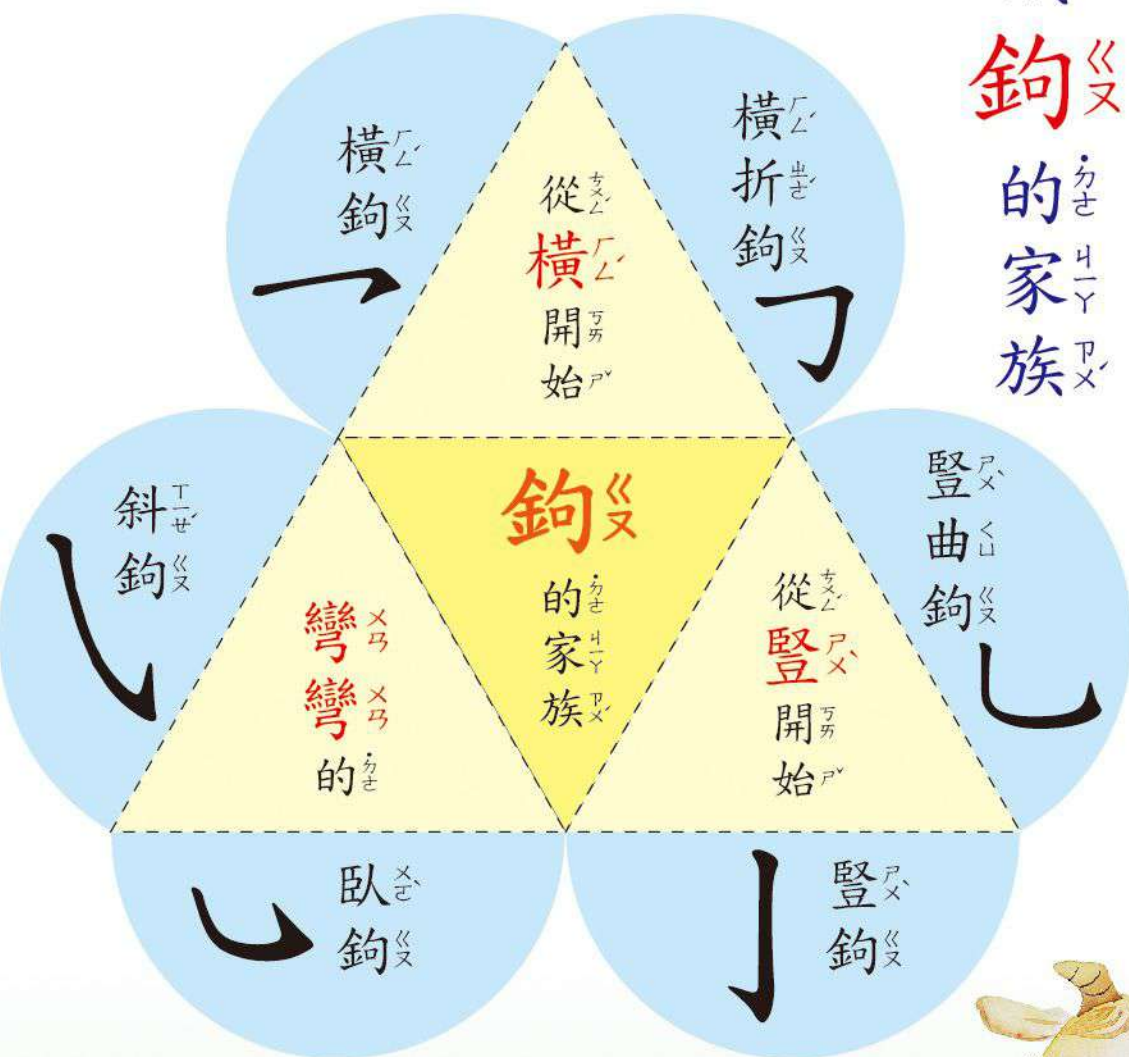 鉤ㄍㄡ的˙ㄉㄜ家ㄐㄧㄚ族ㄗㄨˊ
橫ㄏㄥˊ鉤ㄍㄡ
從ㄘㄨㄥˊ橫ㄏㄥˊ開ㄎㄞ始ㄕˇ
橫ㄏㄥˊ折ㄓㄜˊ鉤ㄍㄡ
鉤ㄍㄡ的˙ㄉㄜ家ㄐㄧㄚ族ㄗㄨˊ
豎ㄕㄨˋ曲ㄑㄩ鉤ㄍㄡ
從ㄘㄨㄥˊ豎ㄕㄨˋ開ㄎㄞ始ㄕˇ
豎ㄕㄨˋ鉤ㄍㄡ
彎ㄨㄢ彎ㄨㄢ的˙ㄉㄜ
斜ㄒㄧㄝˊ鉤ㄍㄡ
臥ㄨㄛˋ鉤ㄍㄡ